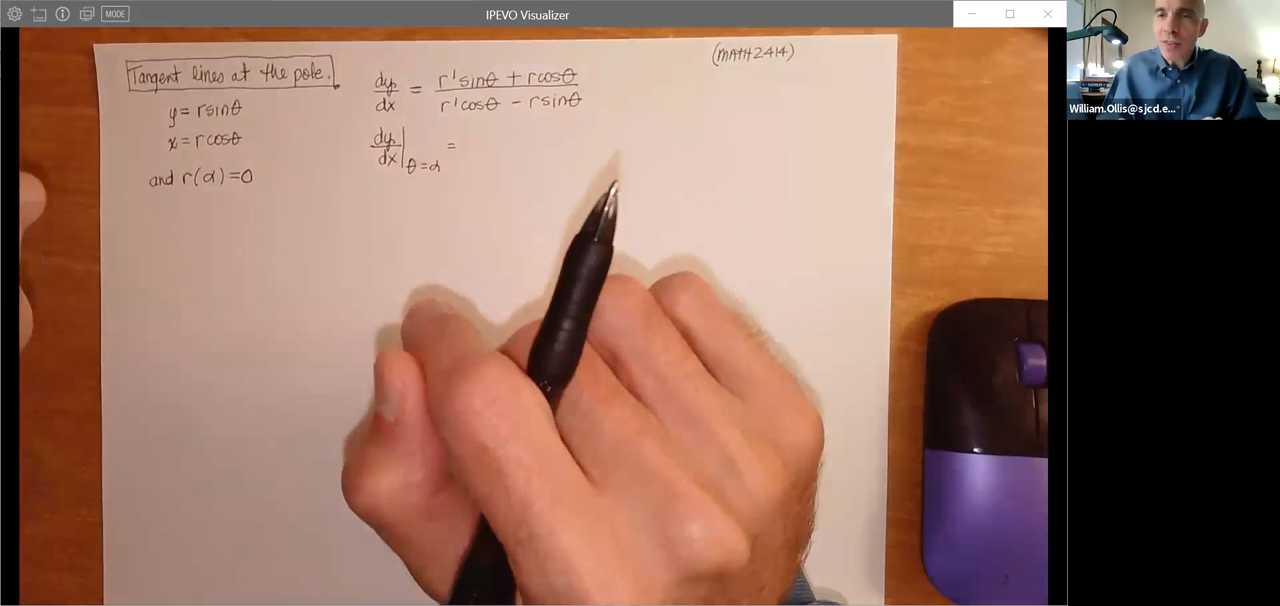 MODE
IPEVO Visualizer
(MATH 2414)
Tangent lines at the pole.
y = r sinθ
x = r cosθ
and r(α) = 0
dy/dx = (r' sinθ + r cosθ)/(r' cosθ - r sinθ)
dy/dx|θ=α =
William.Ollis@sjcd.e...